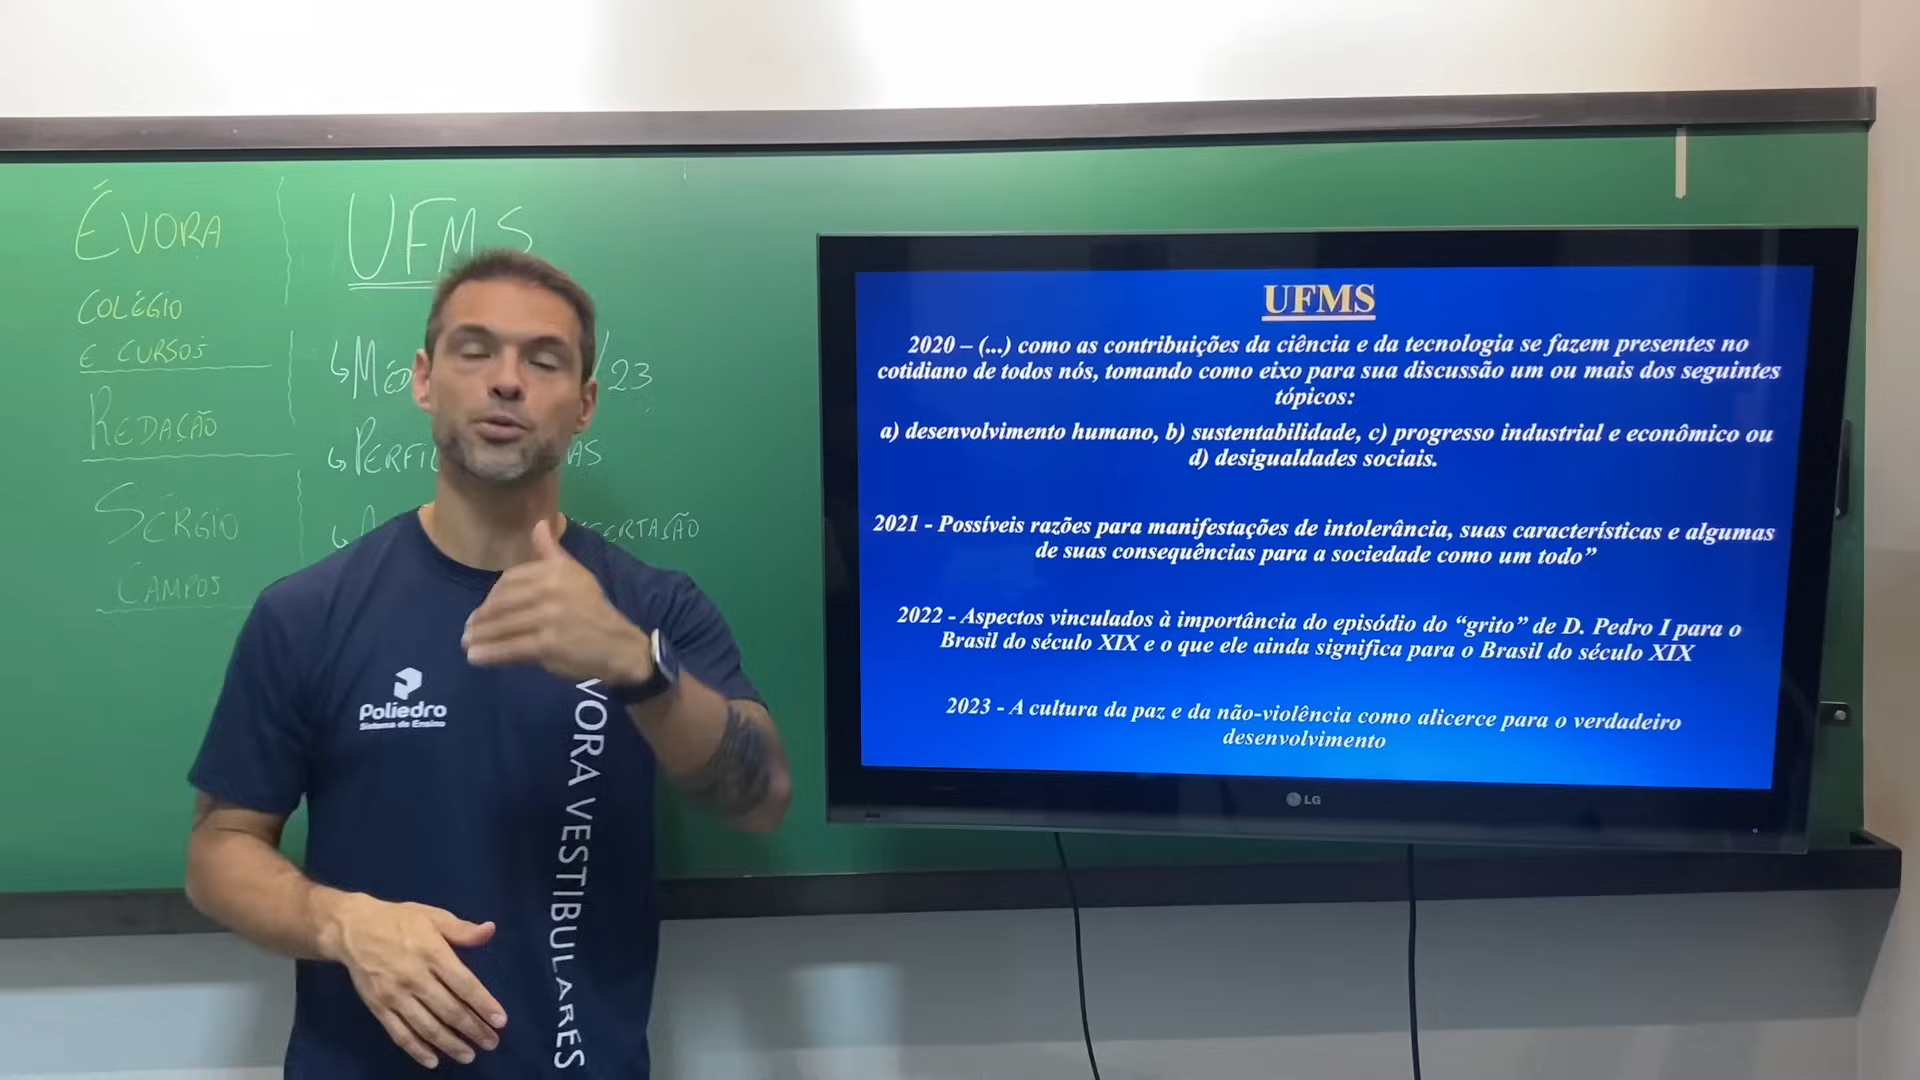 ÉVORA
COLÉGIO
E CURSOS
REDAÇÃO
SÉRGIO
CAMPOS
UFMS
/23
Poliedro
Sistema de Ensino
VORA VESTIBULARES
UFMS
2020 – (...) como as contribuições da ciência e da tecnologia se fazem presentes no
cotidiano de todos nós, tomando como eixo para sua discussão um ou mais dos seguintes
tópicos:
a) desenvolvimento humano, b) sustentabilidade, c) progresso industrial e econômico ou
d) desigualdades sociais.
2021 - Possíveis razões para manifestações de intolerância, suas características e algumas
de suas consequências para a sociedade como um todo”
2022 - Aspectos vinculados à importância do episódio do “grito” de D. Pedro I para o
Brasil do século XIX e o que ele ainda significa para o Brasil do século XIX
2023 - A cultura da paz e da não-violência como alicerce para o verdadeiro
desenvolvimento
LG